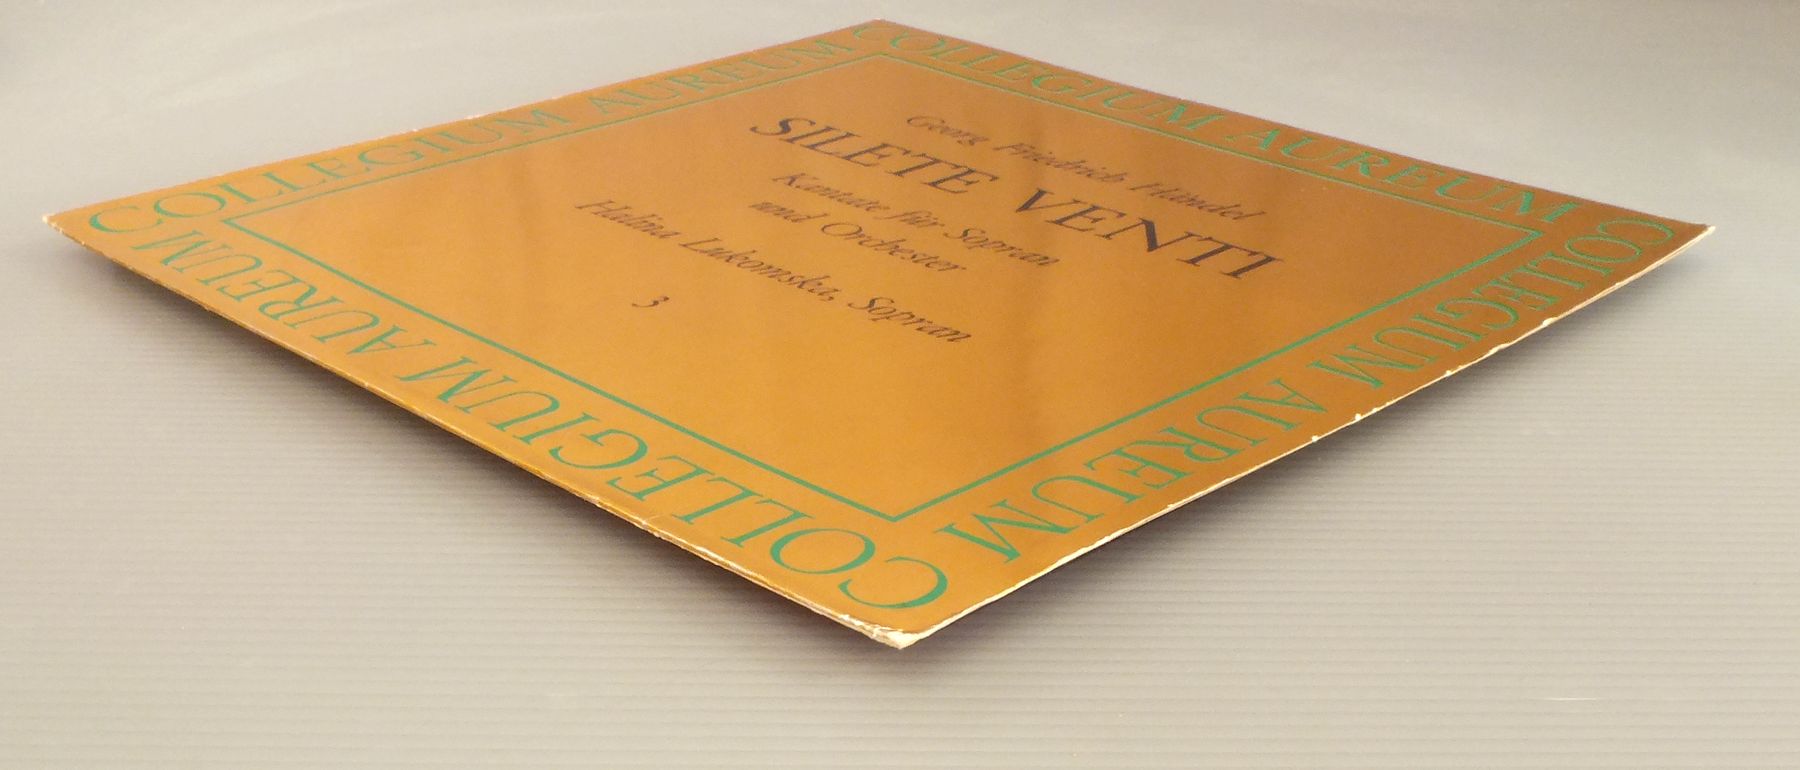 COLLEGIUM AUREUM
Georg Friedrich Händel
SILETE VENTI
Kantate für Sopran
und Orchester
Halina Lukomska, Sopran
3
COLLEGIUM AUREUM
COLLEGIUM AUREUM
COLLEGIUM AUREUM